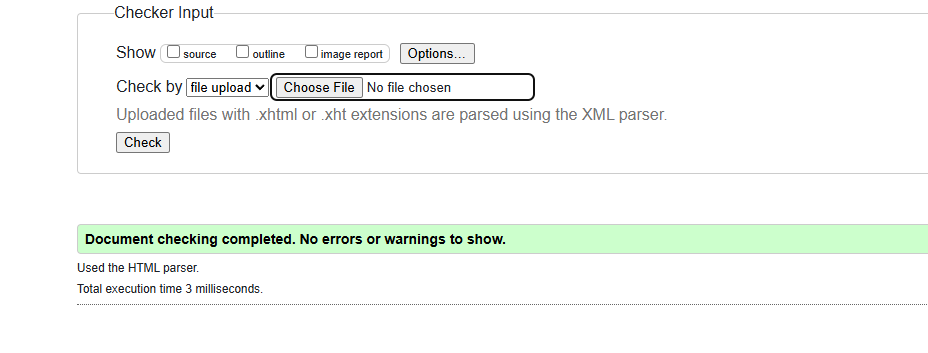 Checker Input
Show source outline image report Options...
Check by file upload Choose File No file chosen
Uploaded files with .xhtml or .xht extensions are parsed using the XML parser.
Check
Document checking completed. No errors or warnings to show.
Used the HTML parser.
Total execution time 3 milliseconds.